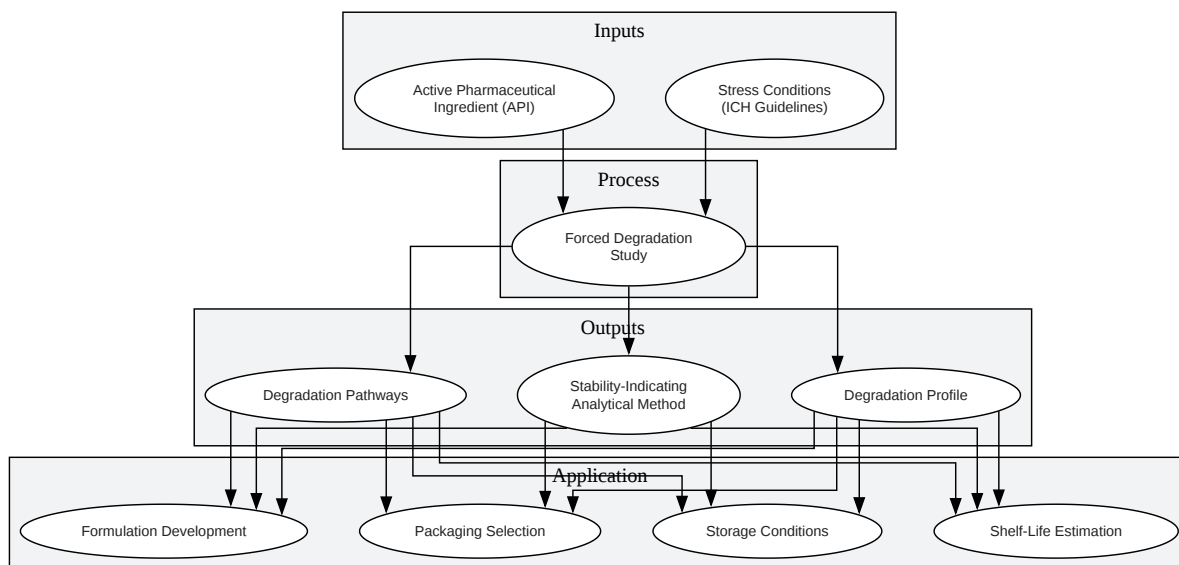 Inputs
Active Pharmaceutical
Ingredient (API)
Stress Conditions
(ICH Guidelines)
Process
Forced Degradation
Study
Outputs
Degradation Pathways
Stability-Indicating
Analytical Method
Degradation Profile
Application
Formulation Development
Packaging Selection
Storage Conditions
Shelf-Life Estimation